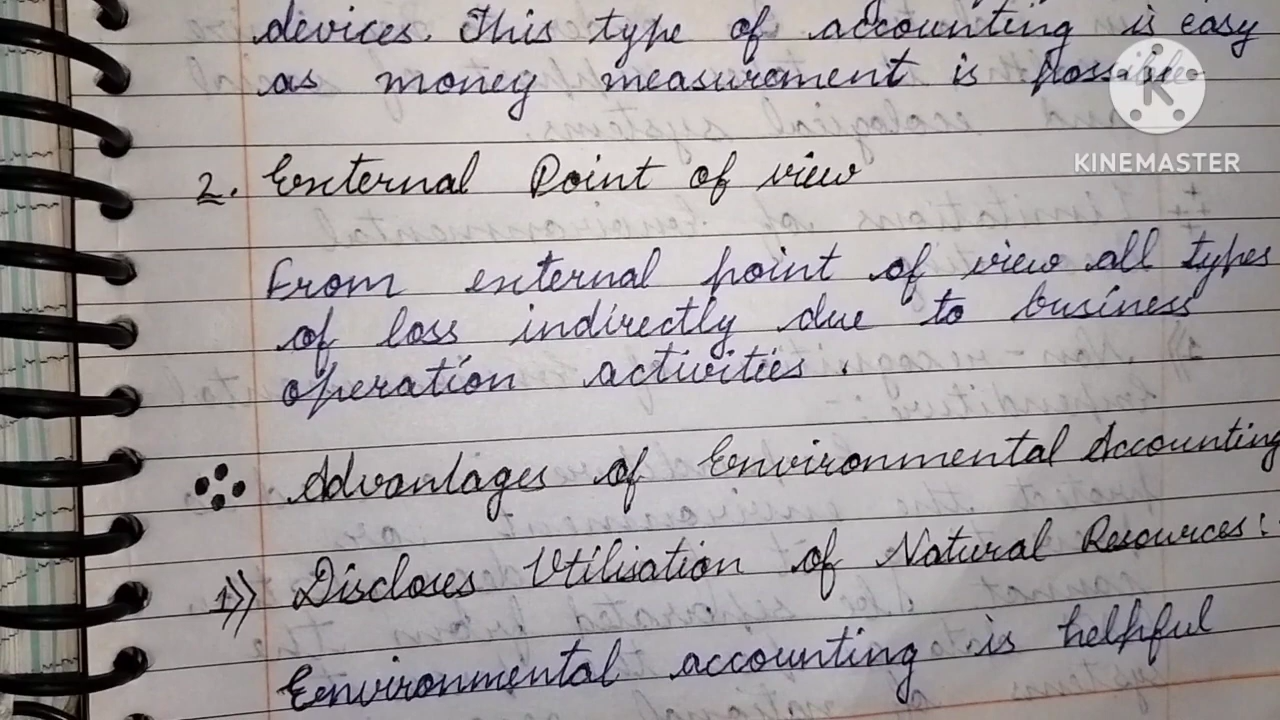 devices. This type of accounting is easy
as money measurement is possible
KINEMASTER
2. External Point of view
From external point of view all types
of loss indirectly due to business
operation activities.
Advantages of Environmental Accounting
1) Discloses Utilisation of Natural Resources:
Environmental accounting is helpful